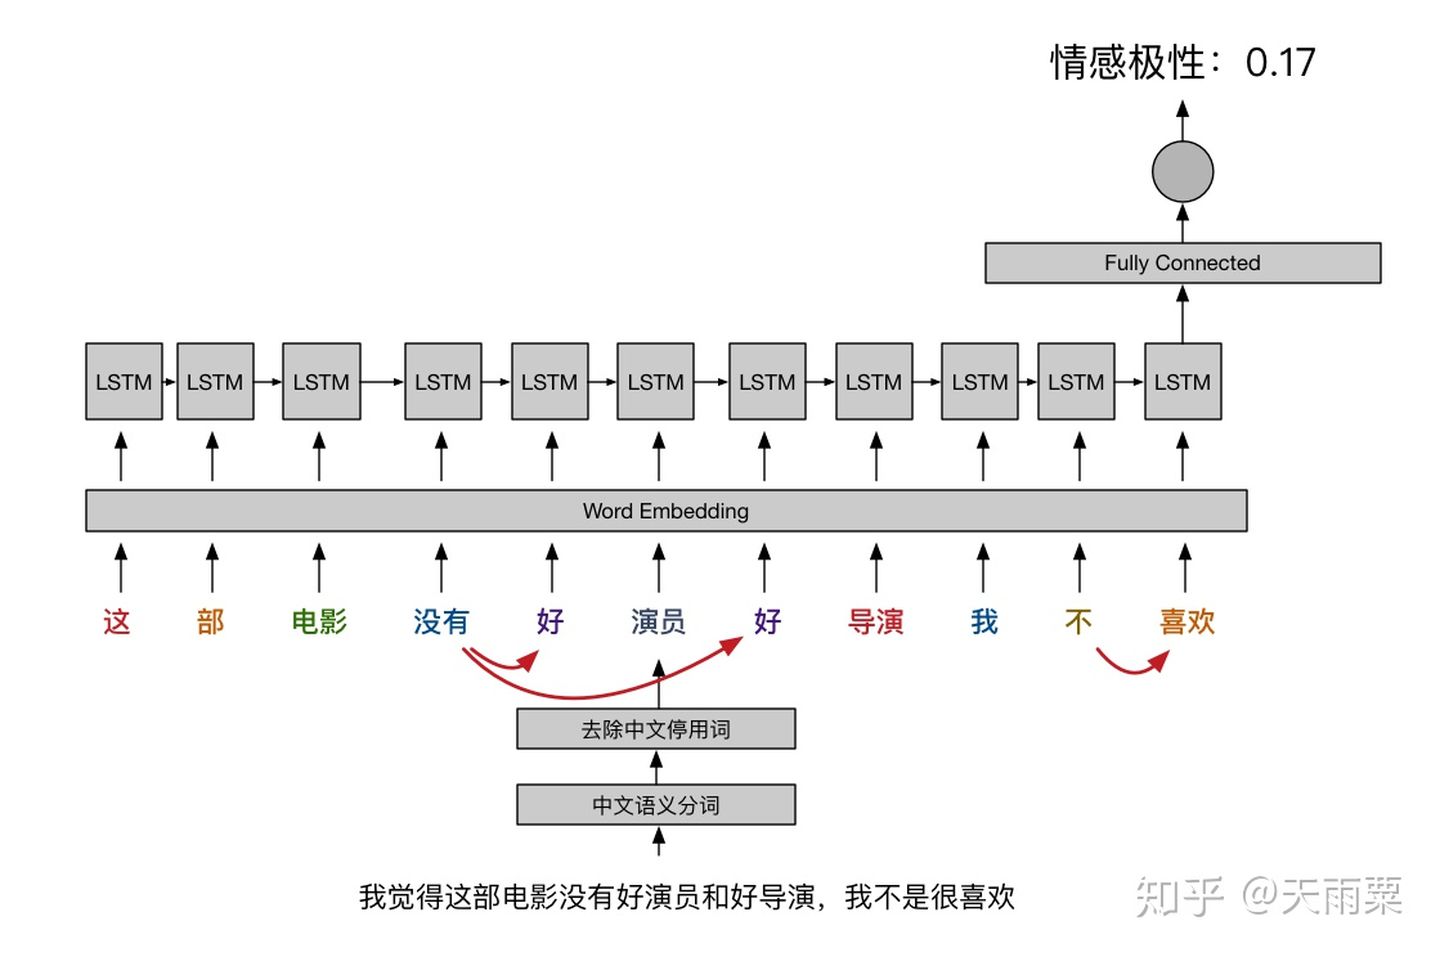 情感极性：0.17
Fully Connected
LSTM LSTM LSTM LSTM LSTM LSTM LSTM LSTM LSTM LSTM LSTM
Word Embedding
这 部 电影 没有 好 演员 好 导演 我 不 喜欢
去除中文停用词
中文语义分词
我觉得这部电影没有好演员和好导演，我不是很喜欢
知乎 @天雨粟